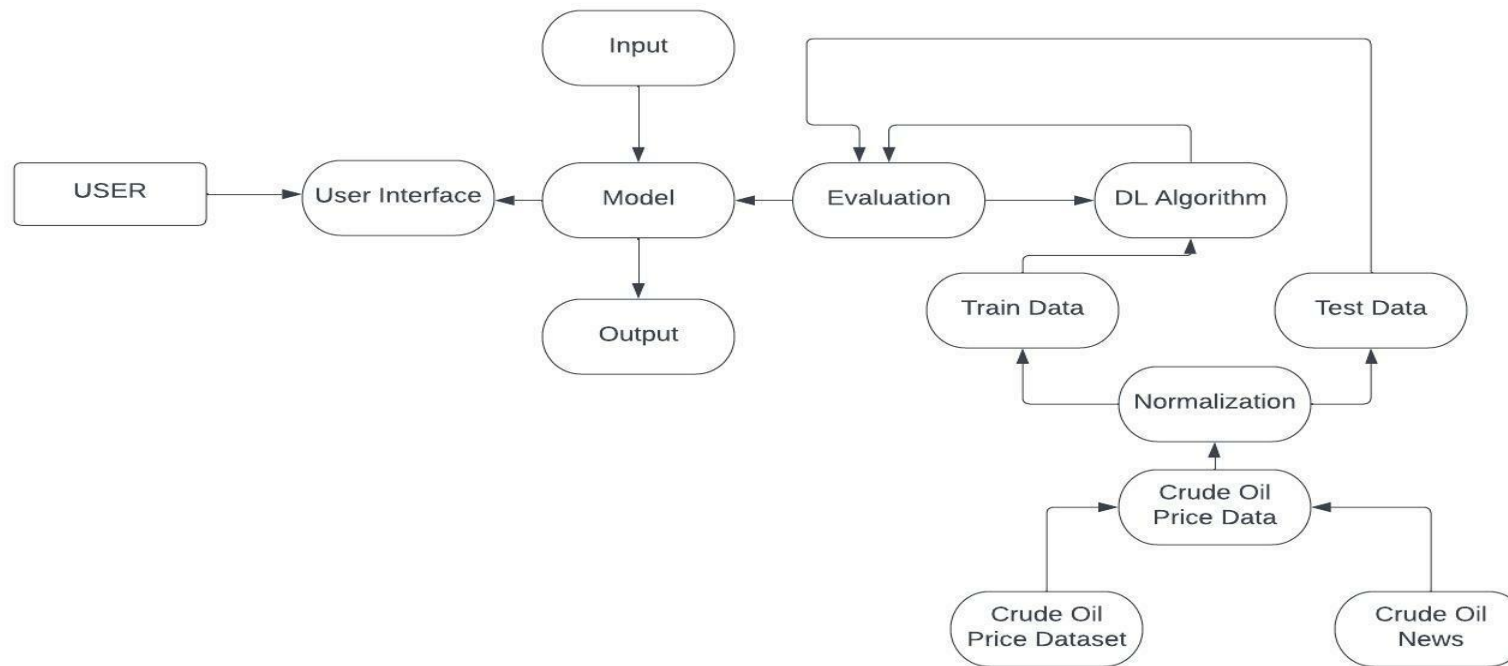 Input
USER
User Interface
Model
Evaluation
DL Algorithm
Output
Train Data
Test Data
Normalization
Crude Oil
Price Data
Crude Oil
Price Dataset
Crude Oil
News